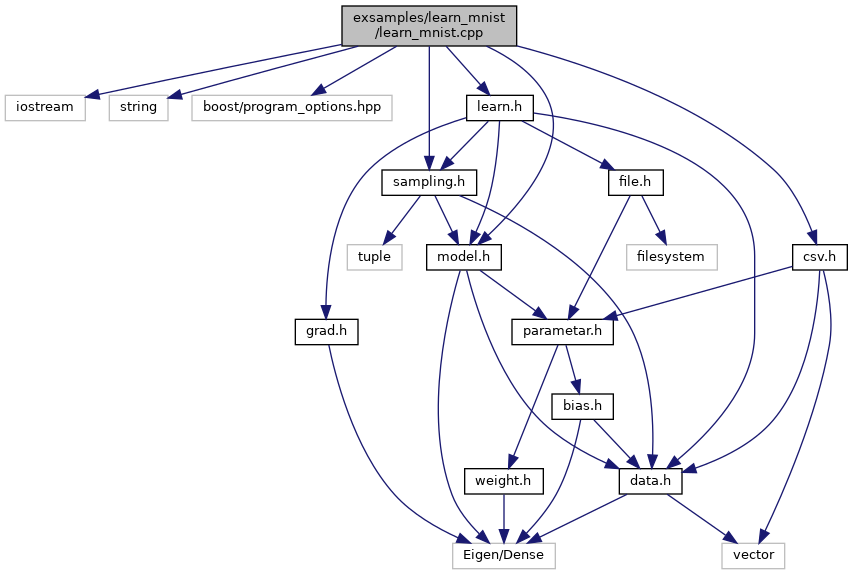 exsamples/learn_mnist
/learn_mnist.cpp
iostream
string
boost/program_options.hpp
learn.h
sampling.h
file.h
tuple
model.h
filesystem
csv.h
grad.h
parametar.h
bias.h
weight.h
data.h
Eigen/Dense
vector